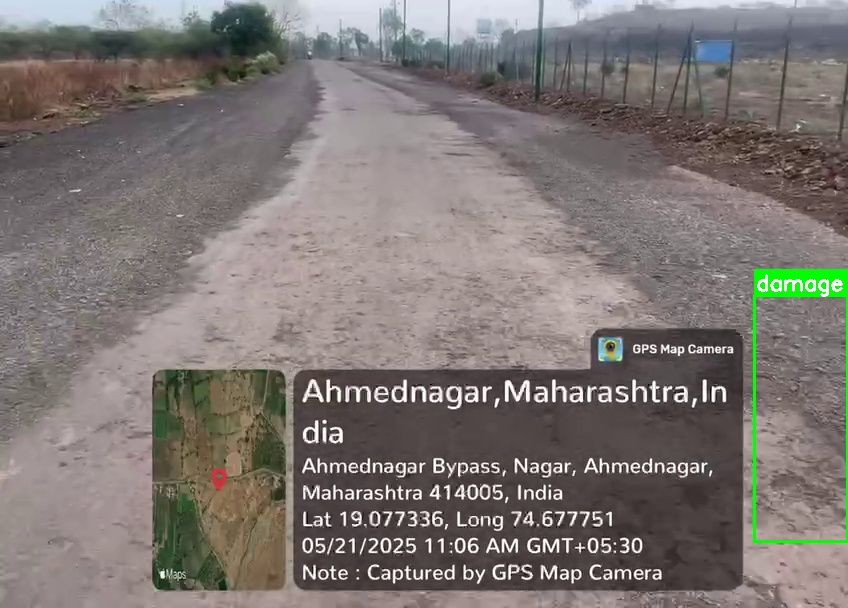 damage
GPS Map Camera
Ahmednagar,Maharashtra,In
dia
Ahmednagar Bypass, Nagar, Ahmednagar,
Maharashtra 414005, India
Lat 19.077336, Long 74.677751
05/21/2025 11:06 AM GMT+05:30
Note : Captured by GPS Map Camera
Maps